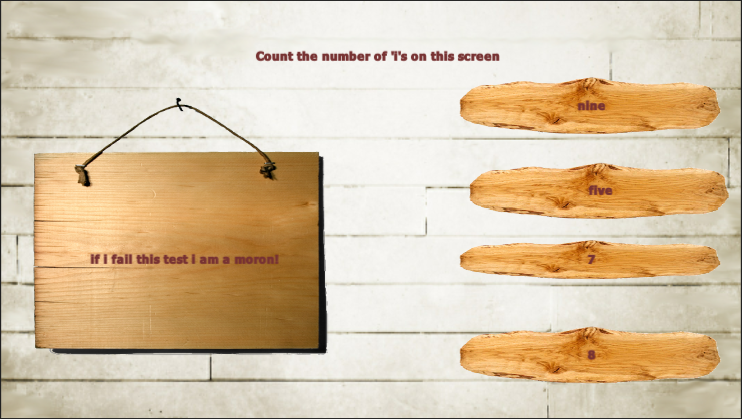 Count the number of 'i's on this screen
nine
five
if i fail this test i am a moron!
7
8